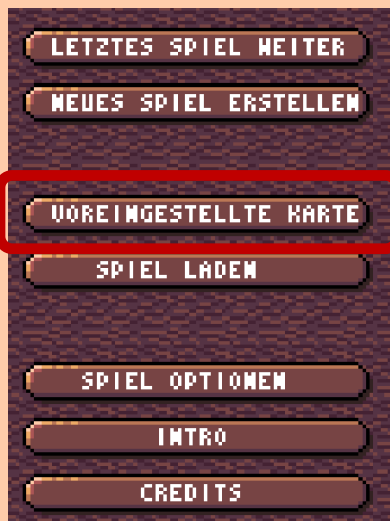 LETZTES SPIEL WEITER
NEUES SPIEL ERSTELLEN
VOREINGESTELLTE KARTE
SPIEL LADEN
SPIEL OPTIONEN
INTRO
CREDITS